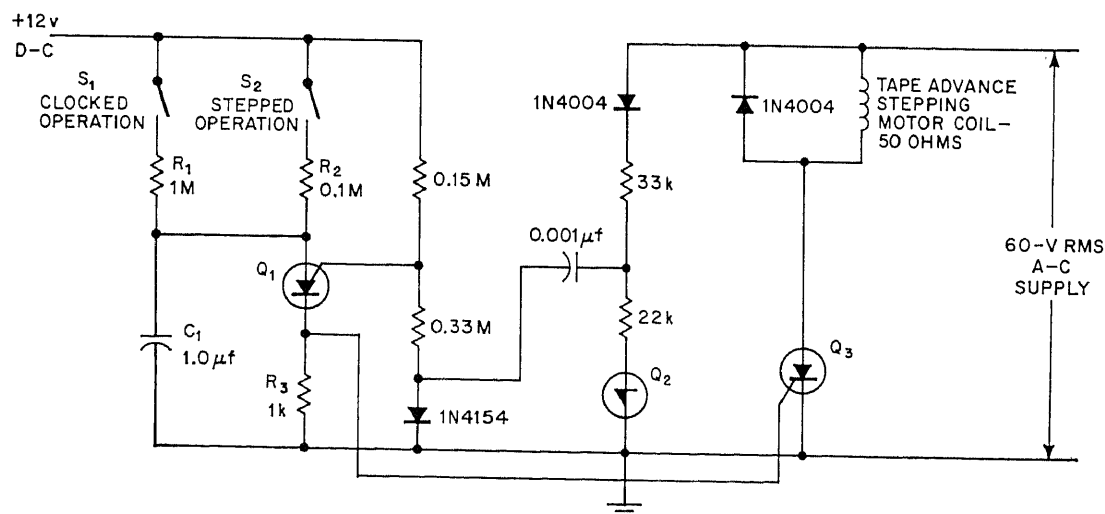 +12v
D-C
S1
CLOCKED
OPERATION
S2
STEPPED
OPERATION
R1
1M
R2
0.1M
0.15M
Q1
C1
1.0μf
R3
1k
0.33M
1N4154
0.001μf
1N4004
33k
22k
Q2
1N4004
TAPE ADVANCE
STEPPING
MOTOR COIL–
50 OHMS
Q3
60-V RMS
A-C
SUPPLY